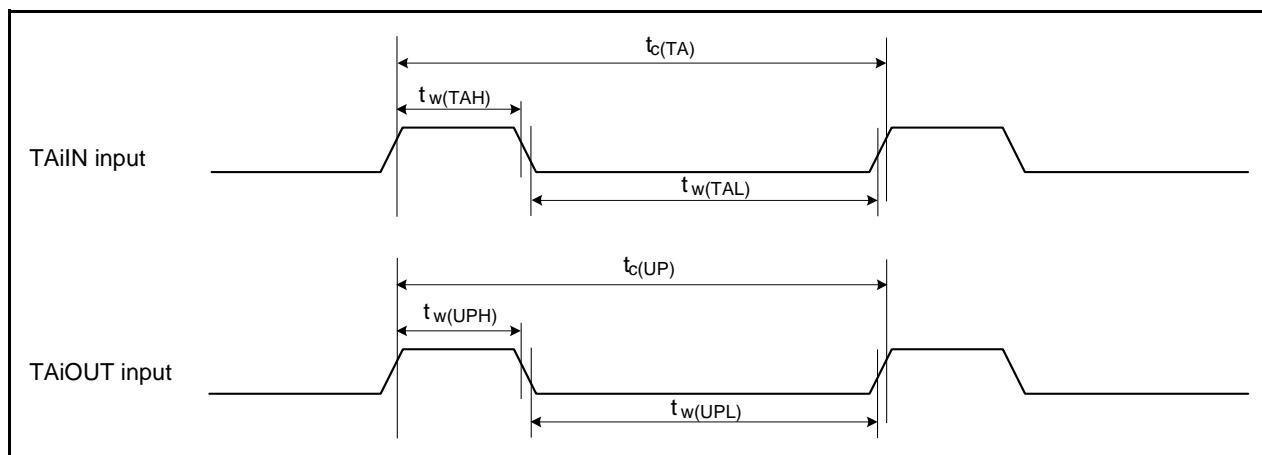 tc(TA)
tw(TAH)
TAiIN input
tw(TAL)
tc(UP)
tw(UPH)
TAiOUT input
tw(UPL)